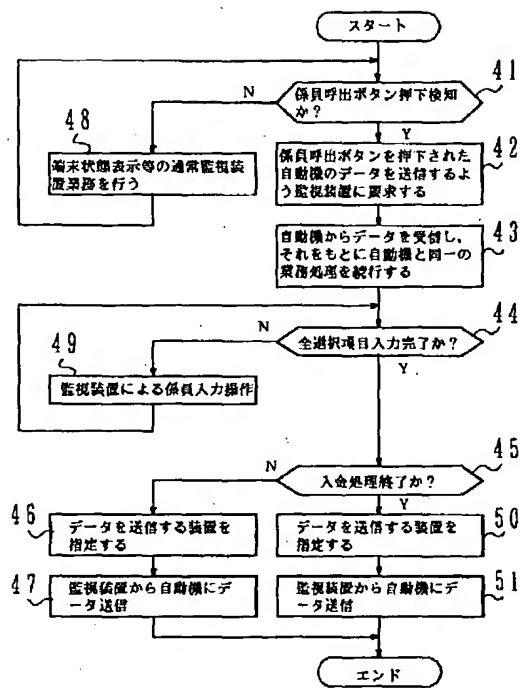 スタート
41
係員呼出ボタン押下検知
か?
N
Y
48
端末状態表示等の通常監視装
置業務を行う
42
係員呼出ボタンを押下された
自動機のデータを送信するよ
う監視装置に要求する
43
自動機からデータを受信し,
それをもとに自動機と同一の
業務処理を続行する
44
全選択項目入力完了か?
N
Y
49
監視装置による係員入力操作
45
入金処理終了か?
N
Y
46
データを送信する装置を
指定する
50
データを送信する装置を
指定する
47
監視装置から自動機にデ
ータ送信
51
監視装置から自動機にデ
ータ送信
エンド